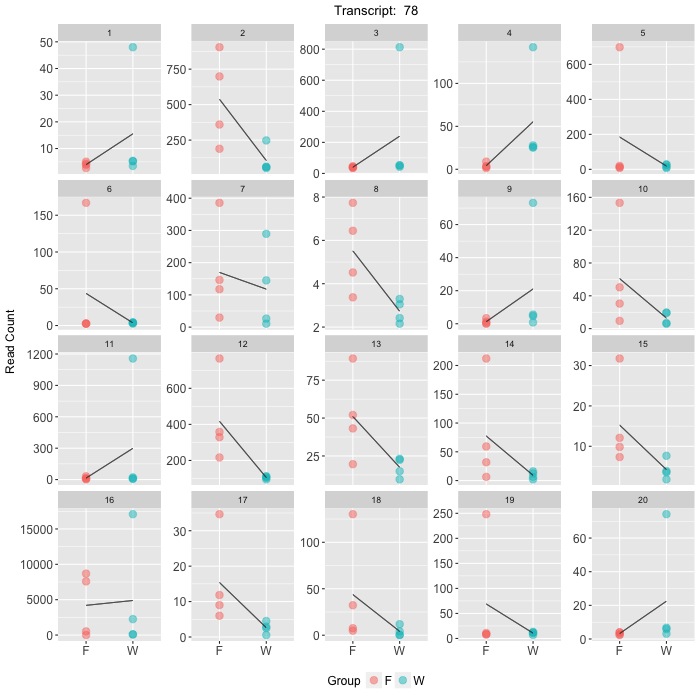 Transcript: 78
1 2 3 4 5
50 40 30 20 10
750 500 250
800 600 400 200 0
100 50 0
600 400 200 0
6 7 8 9 10
150 100 50 0
400 300 200 100 0
8 6 4 2
60 40 20 0
160 120 80 40 0
Read Count
11 12 13 14 15
1200 900 600 300 0
600 400 200
75 50 25
200 150 100 50 0
30 20 10
16 17 18 19 20
15000 10000 5000 0
30 20 10 0
100 50 0
250 200 150 100 50 0
60 40 20 0
F W F W F W F W F W
Group F W